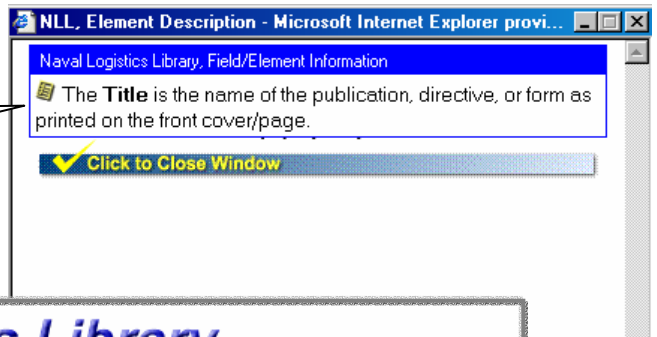 NLL, Element Description - Microsoft Internet Explorer provi...
Naval Logistics Library, Field/Element Information
The Title is the name of the publication, directive, or form as
printed on the front cover/page.
Click to Close Window
Library